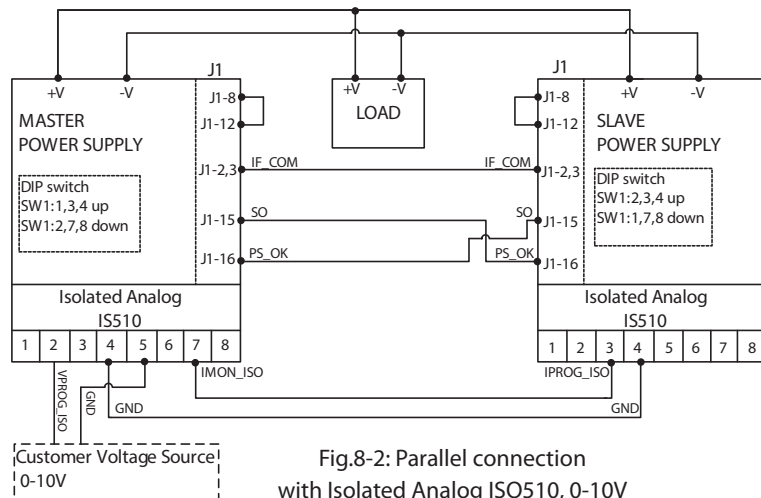 J1
J1
+V
-V
+V
-V
+V
-V
MASTER
POWER SUPPLY
J1-8
J1-12
LOAD
J1-8
J1-12
SLAVE
POWER SUPPLY
DIP switch
SW1:1,3,4 up
SW1:2,7,8 down
J1-2,3
IF_COM
IF_COM
J1-2,3
DIP switch
SW1:2,3,4 up
SW1:1,7,8 down
J1-15
SO
SO
J1-15
J1-16
PS_OK
PS_OK
J1-16
Isolated Analog
IS510
Isolated Analog
IS510
1 2 3 4 5 6 7 8
1 2 3 4 5 6 7 8
VPROG_ISO
GND
GND
IMON_ISO
IPROG_ISO
GND
Customer Voltage Source
0-10V
Fig.8-2: Parallel connection
with Isolated Analog ISO510, 0-10V